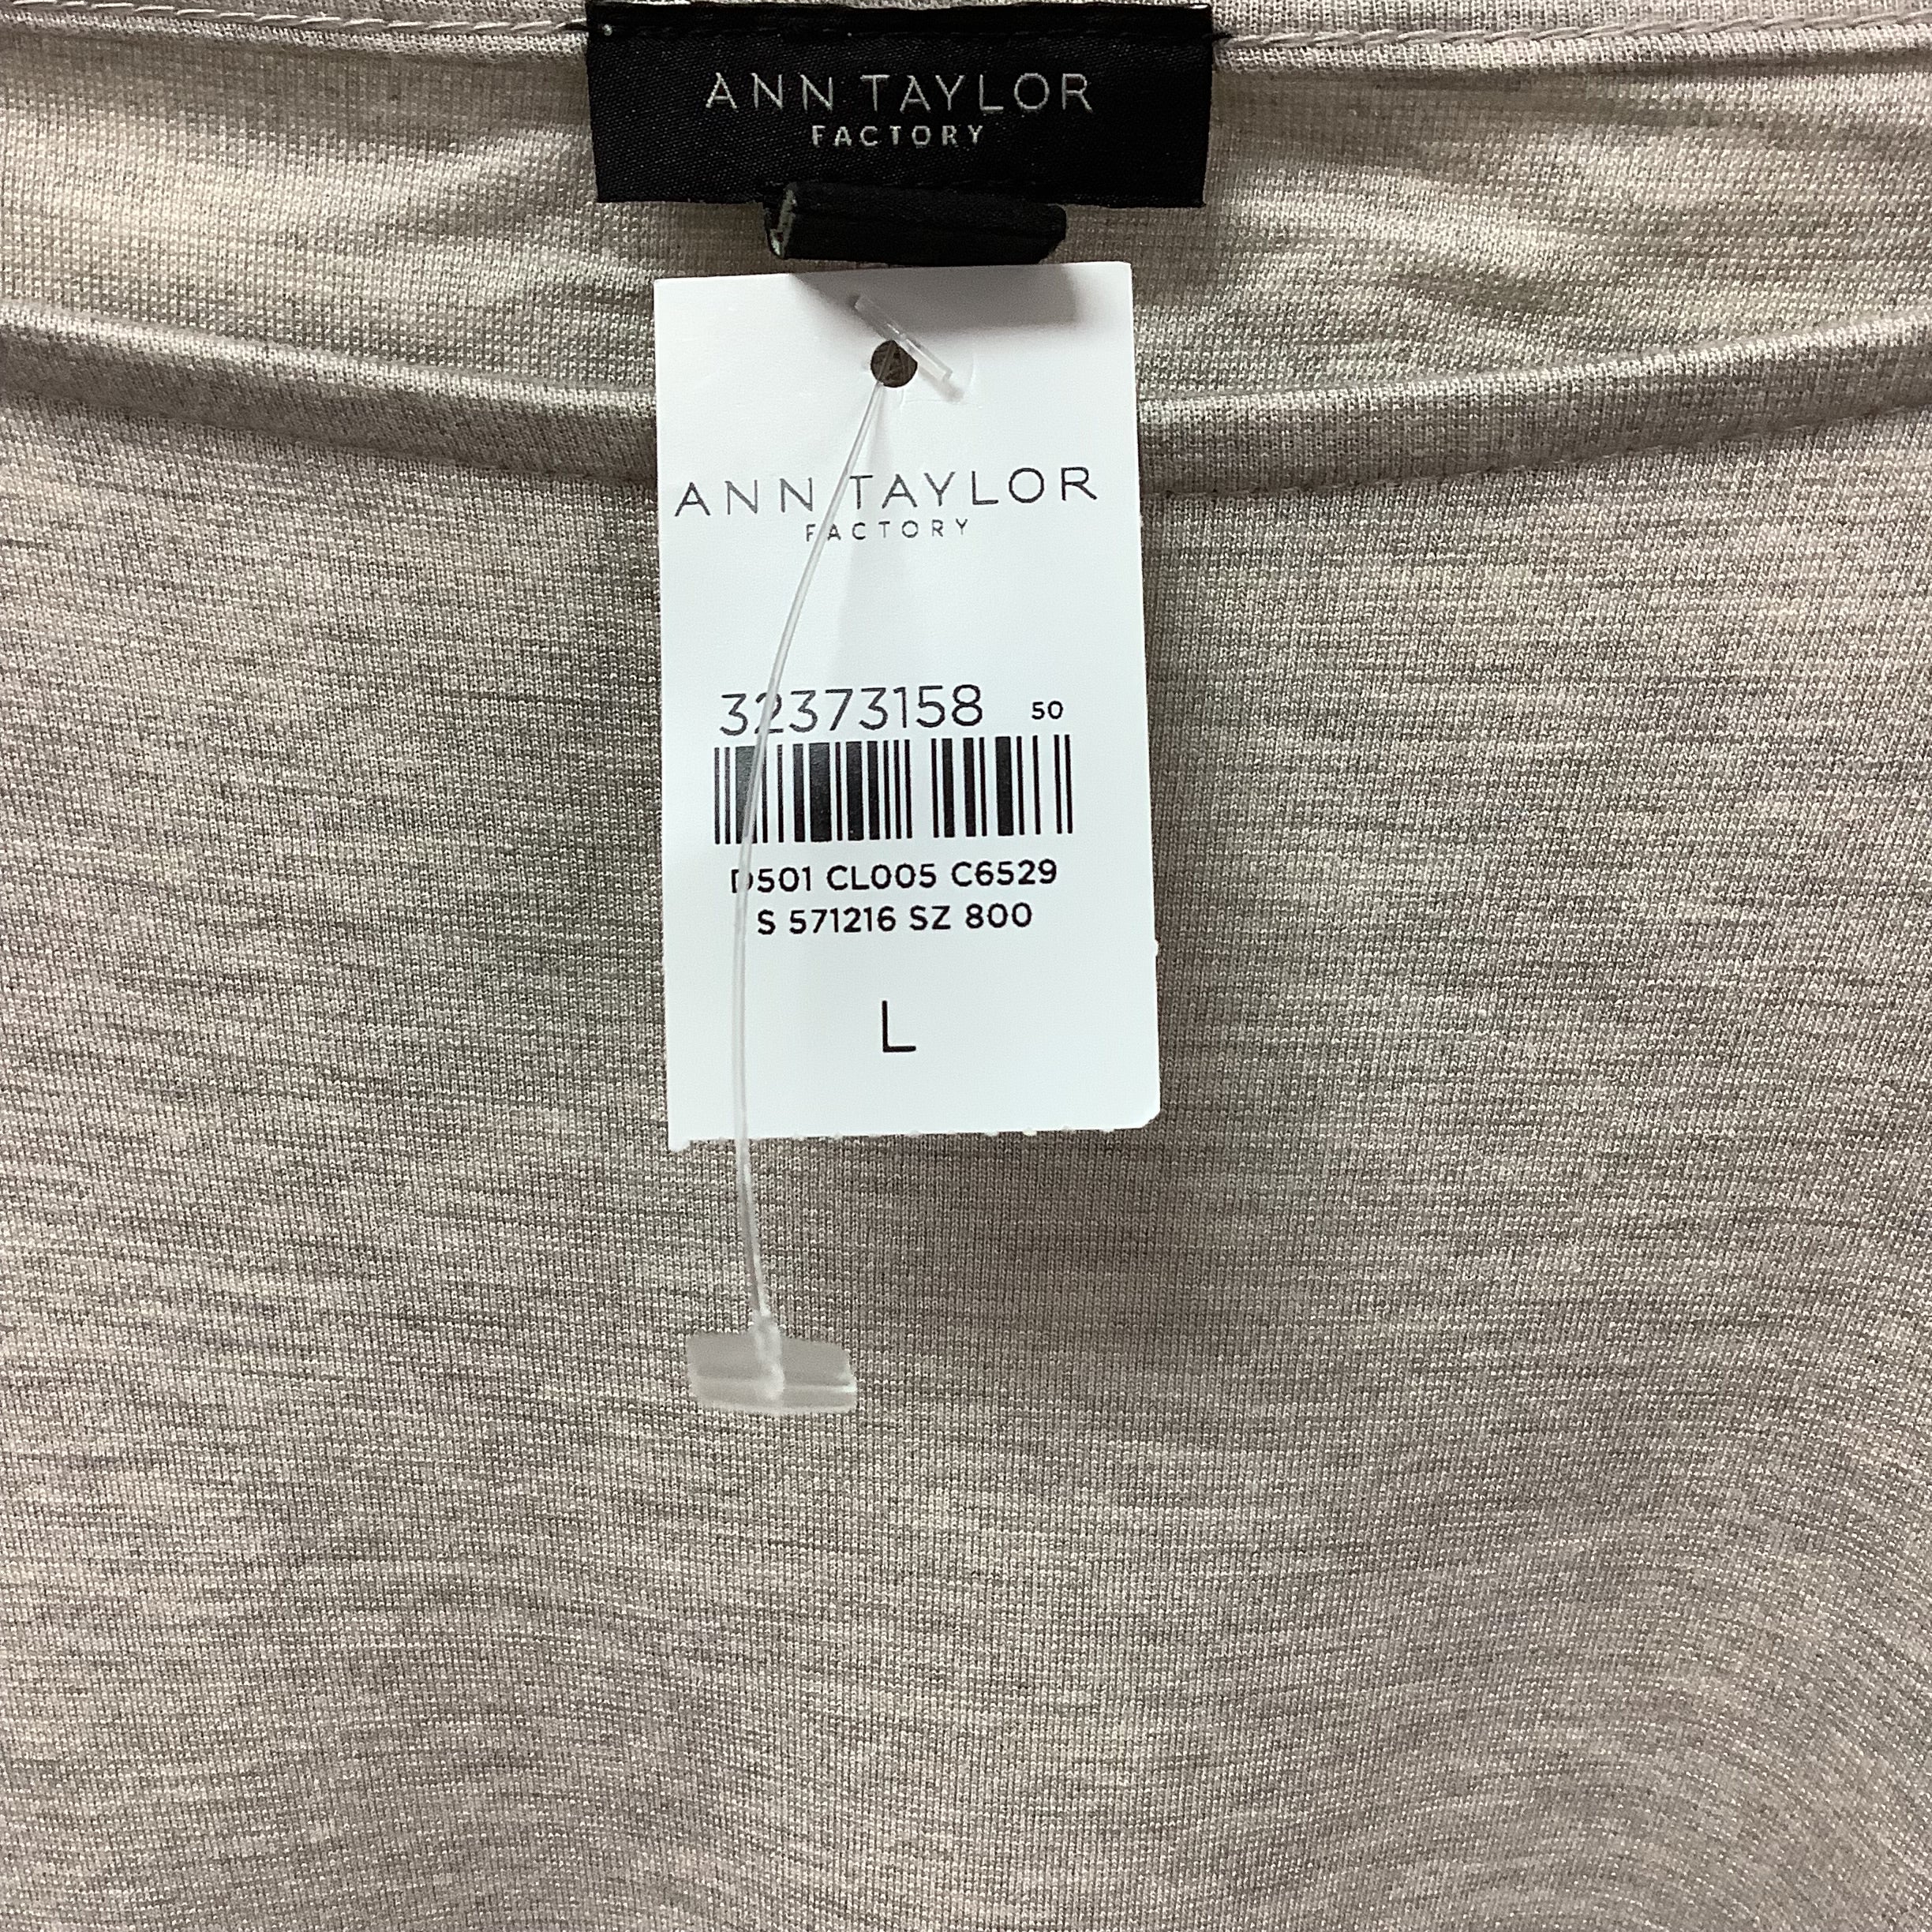 ANN TAYLOR
FACTORY
ANN TAYLOR
FACTORY
32373158 50
D501 CL005 C6529
S 571216 SZ 800
L